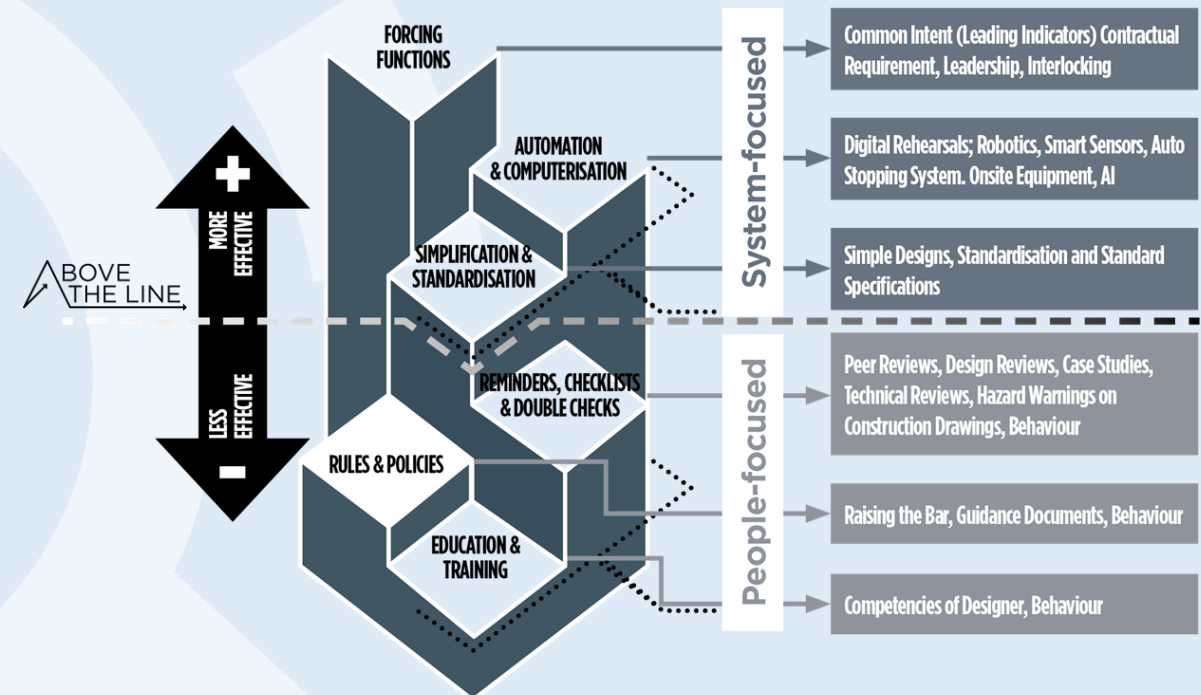 FORCING
FUNCTIONS
AUTOMATION
& COMPUTERISATION
SIMPLIFICATION &
STANDARDISATION
REMINDERS, CHECKLISTS
& DOUBLE CHECKS
RULES & POLICIES
EDUCATION &
TRAINING
MORE
EFFECTIVE
LESS
EFFECTIVE
ABOVE
THE LINE
System-focused
People-focused
Common Intent (Leading Indicators) Contractual
Requirement, Leadership, Interlocking
Digital Rehearsals; Robotics, Smart Sensors, Auto
Stopping System. Onsite Equipment, AI
Simple Designs, Standardisation and Standard
Specifications
Peer Reviews, Design Reviews, Case Studies,
Technical Reviews, Hazard Warnings on
Construction Drawings, Behaviour
Raising the Bar, Guidance Documents, Behaviour
Competencies of Designer, Behaviour